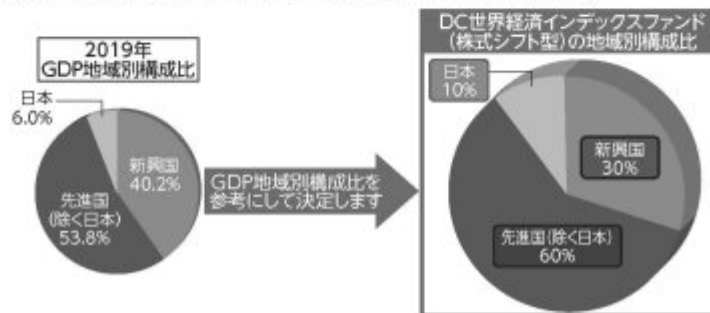 2019年
GDP地域別構成比
日本
6.0%
新興国
40.2%
先進国
(除く日本)
53.8%
GDP地域別構成比を
参考にして決定します
DC世界経済インデックスファンド
(株式シフト型)の地域別構成比
日本
10%
新興国
30%
先進国(除く日本)
60%